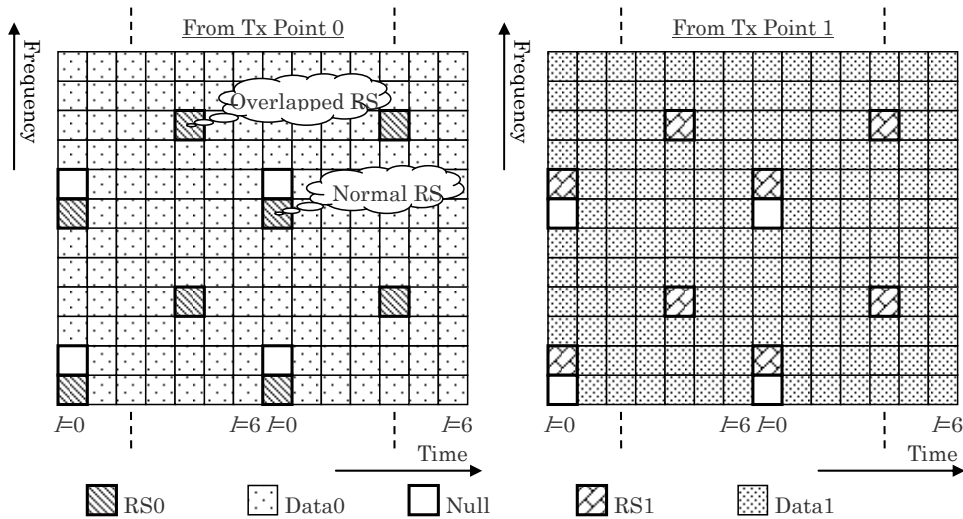 From Tx Point 0
From Tx Point 1
Frequency
Frequency
Overlapped RS
Normal RS
l=0 l=6 l=0 l=6
l=0 l=6 l=0 l=6
Time
Time
RS0 Data0 Null RS1 Data1